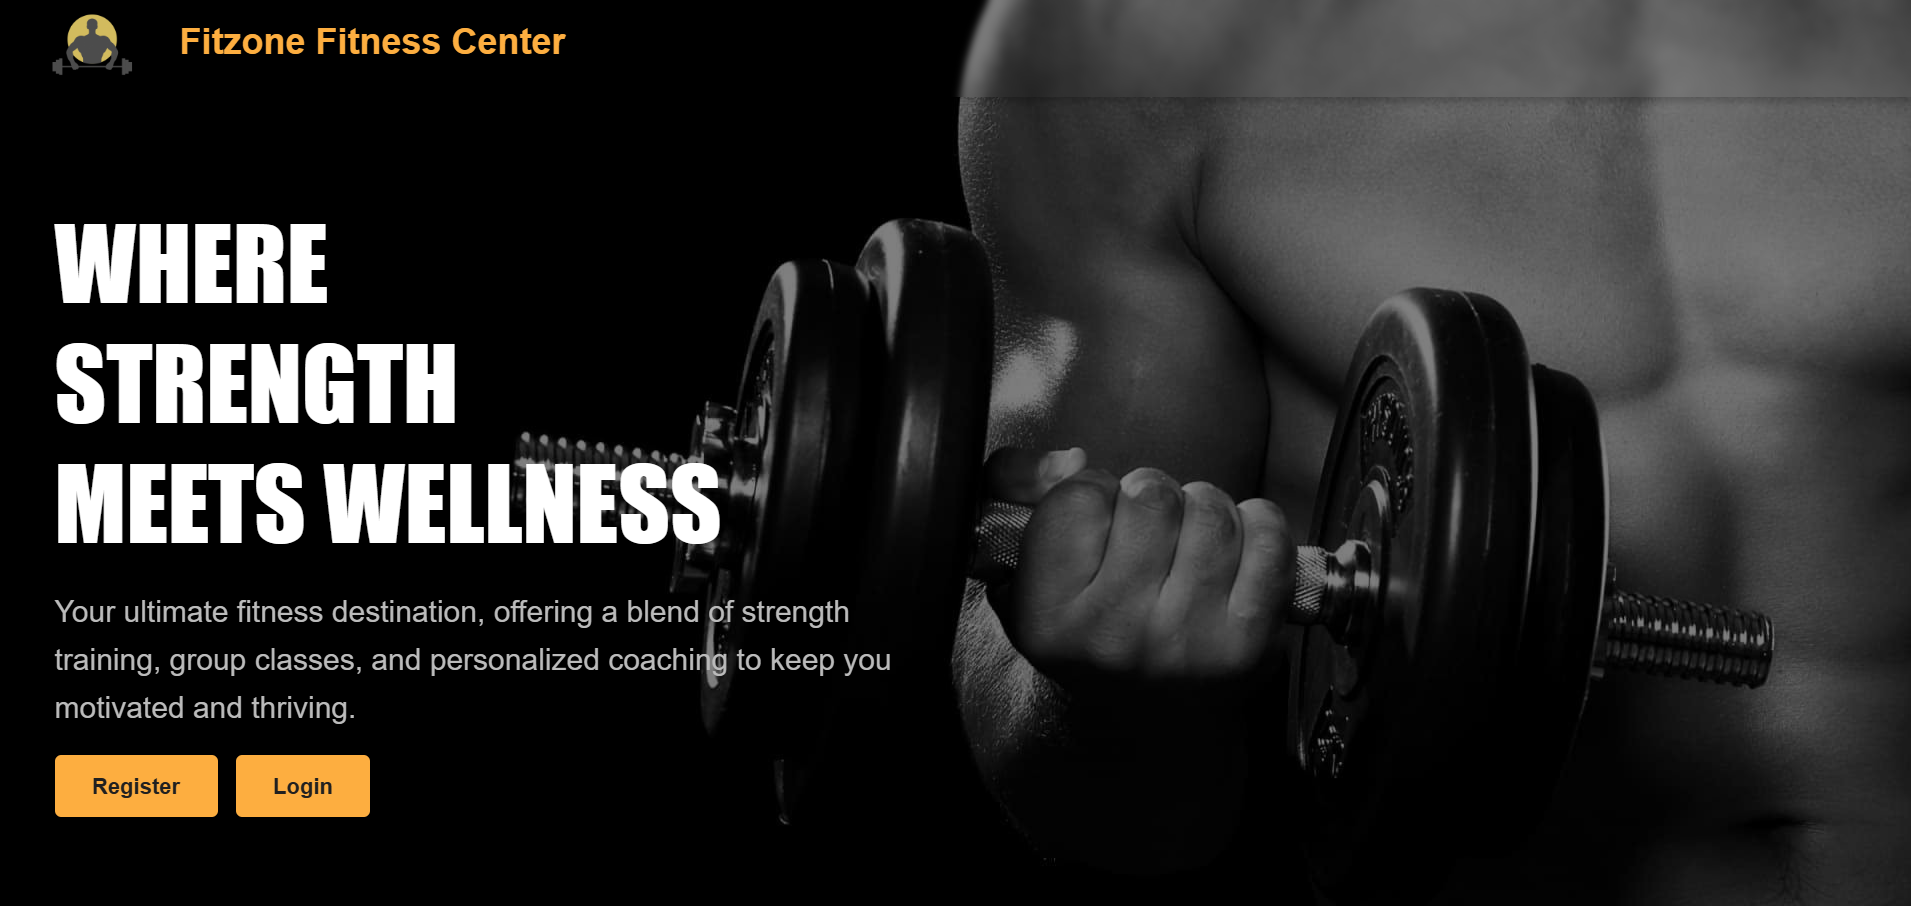 Fitzone Fitness Center
WHERE
STRENGTH
MEETS WELLNESS
Your ultimate fitness destination, offering a blend of strength
training, group classes, and personalized coaching to keep you
motivated and thriving.
Register
Login